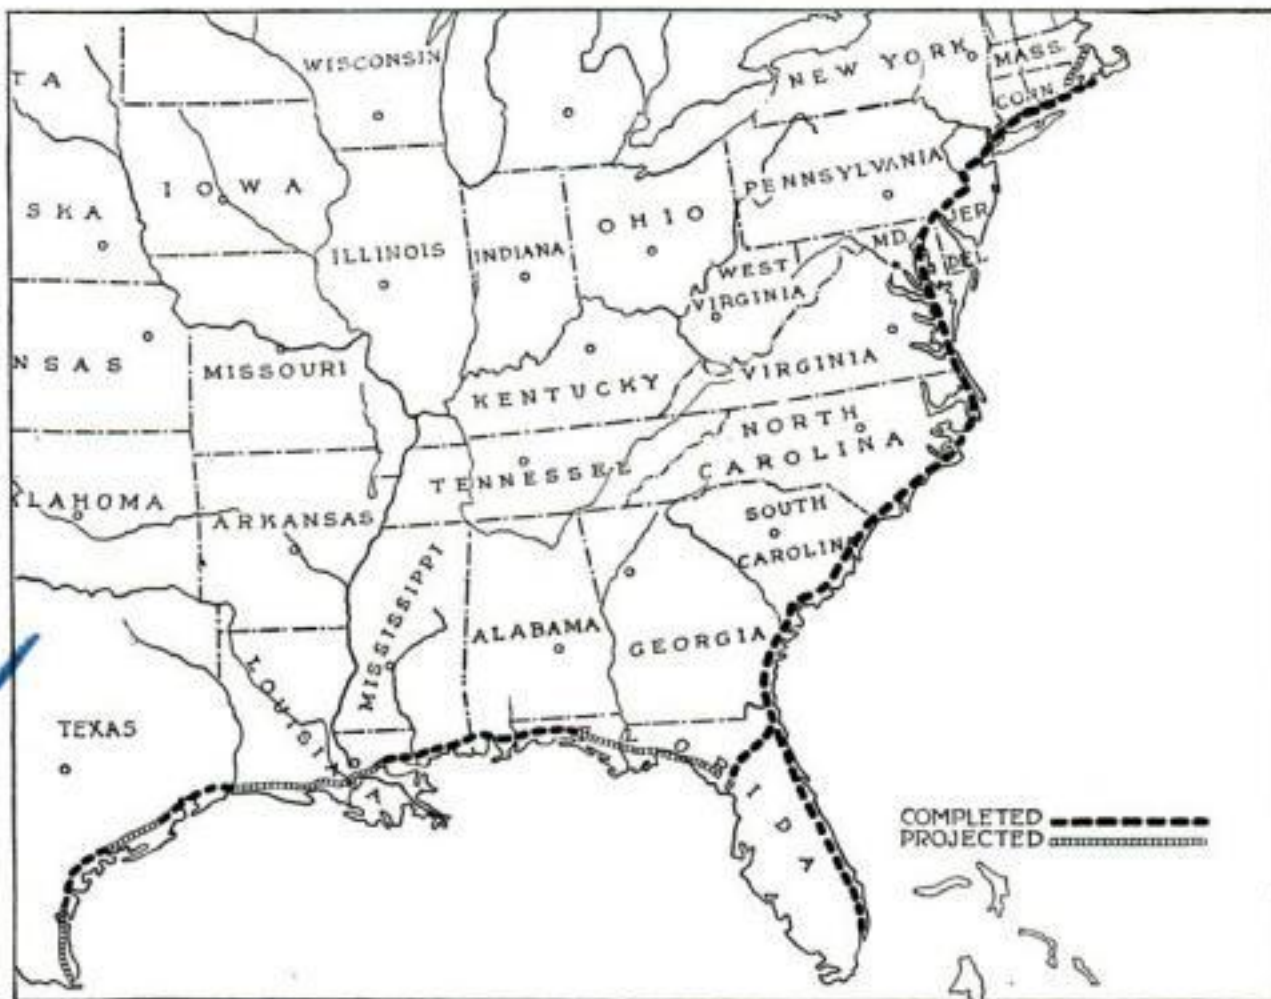 WISCONSIN
NEW YORK
MASS.
CONN.
TA
IOWA
PENNSYLVANIA
SKA
OHIO
JER.
ILLINOIS
INDIANA
MD.
DEL.
WEST
VIRGINIA
NSAS
MISSOURI
KENTUCKY
VIRGINIA
NORTH
CAROLINA
TENNESSEE
LAHOMA
ARKANSAS
SOUTH
CAROLINA
MISSISSIPPI
ALABAMA
GEORGIA
LOUISIANA
TEXAS
FLORIDA
COMPLETED
PROJECTED